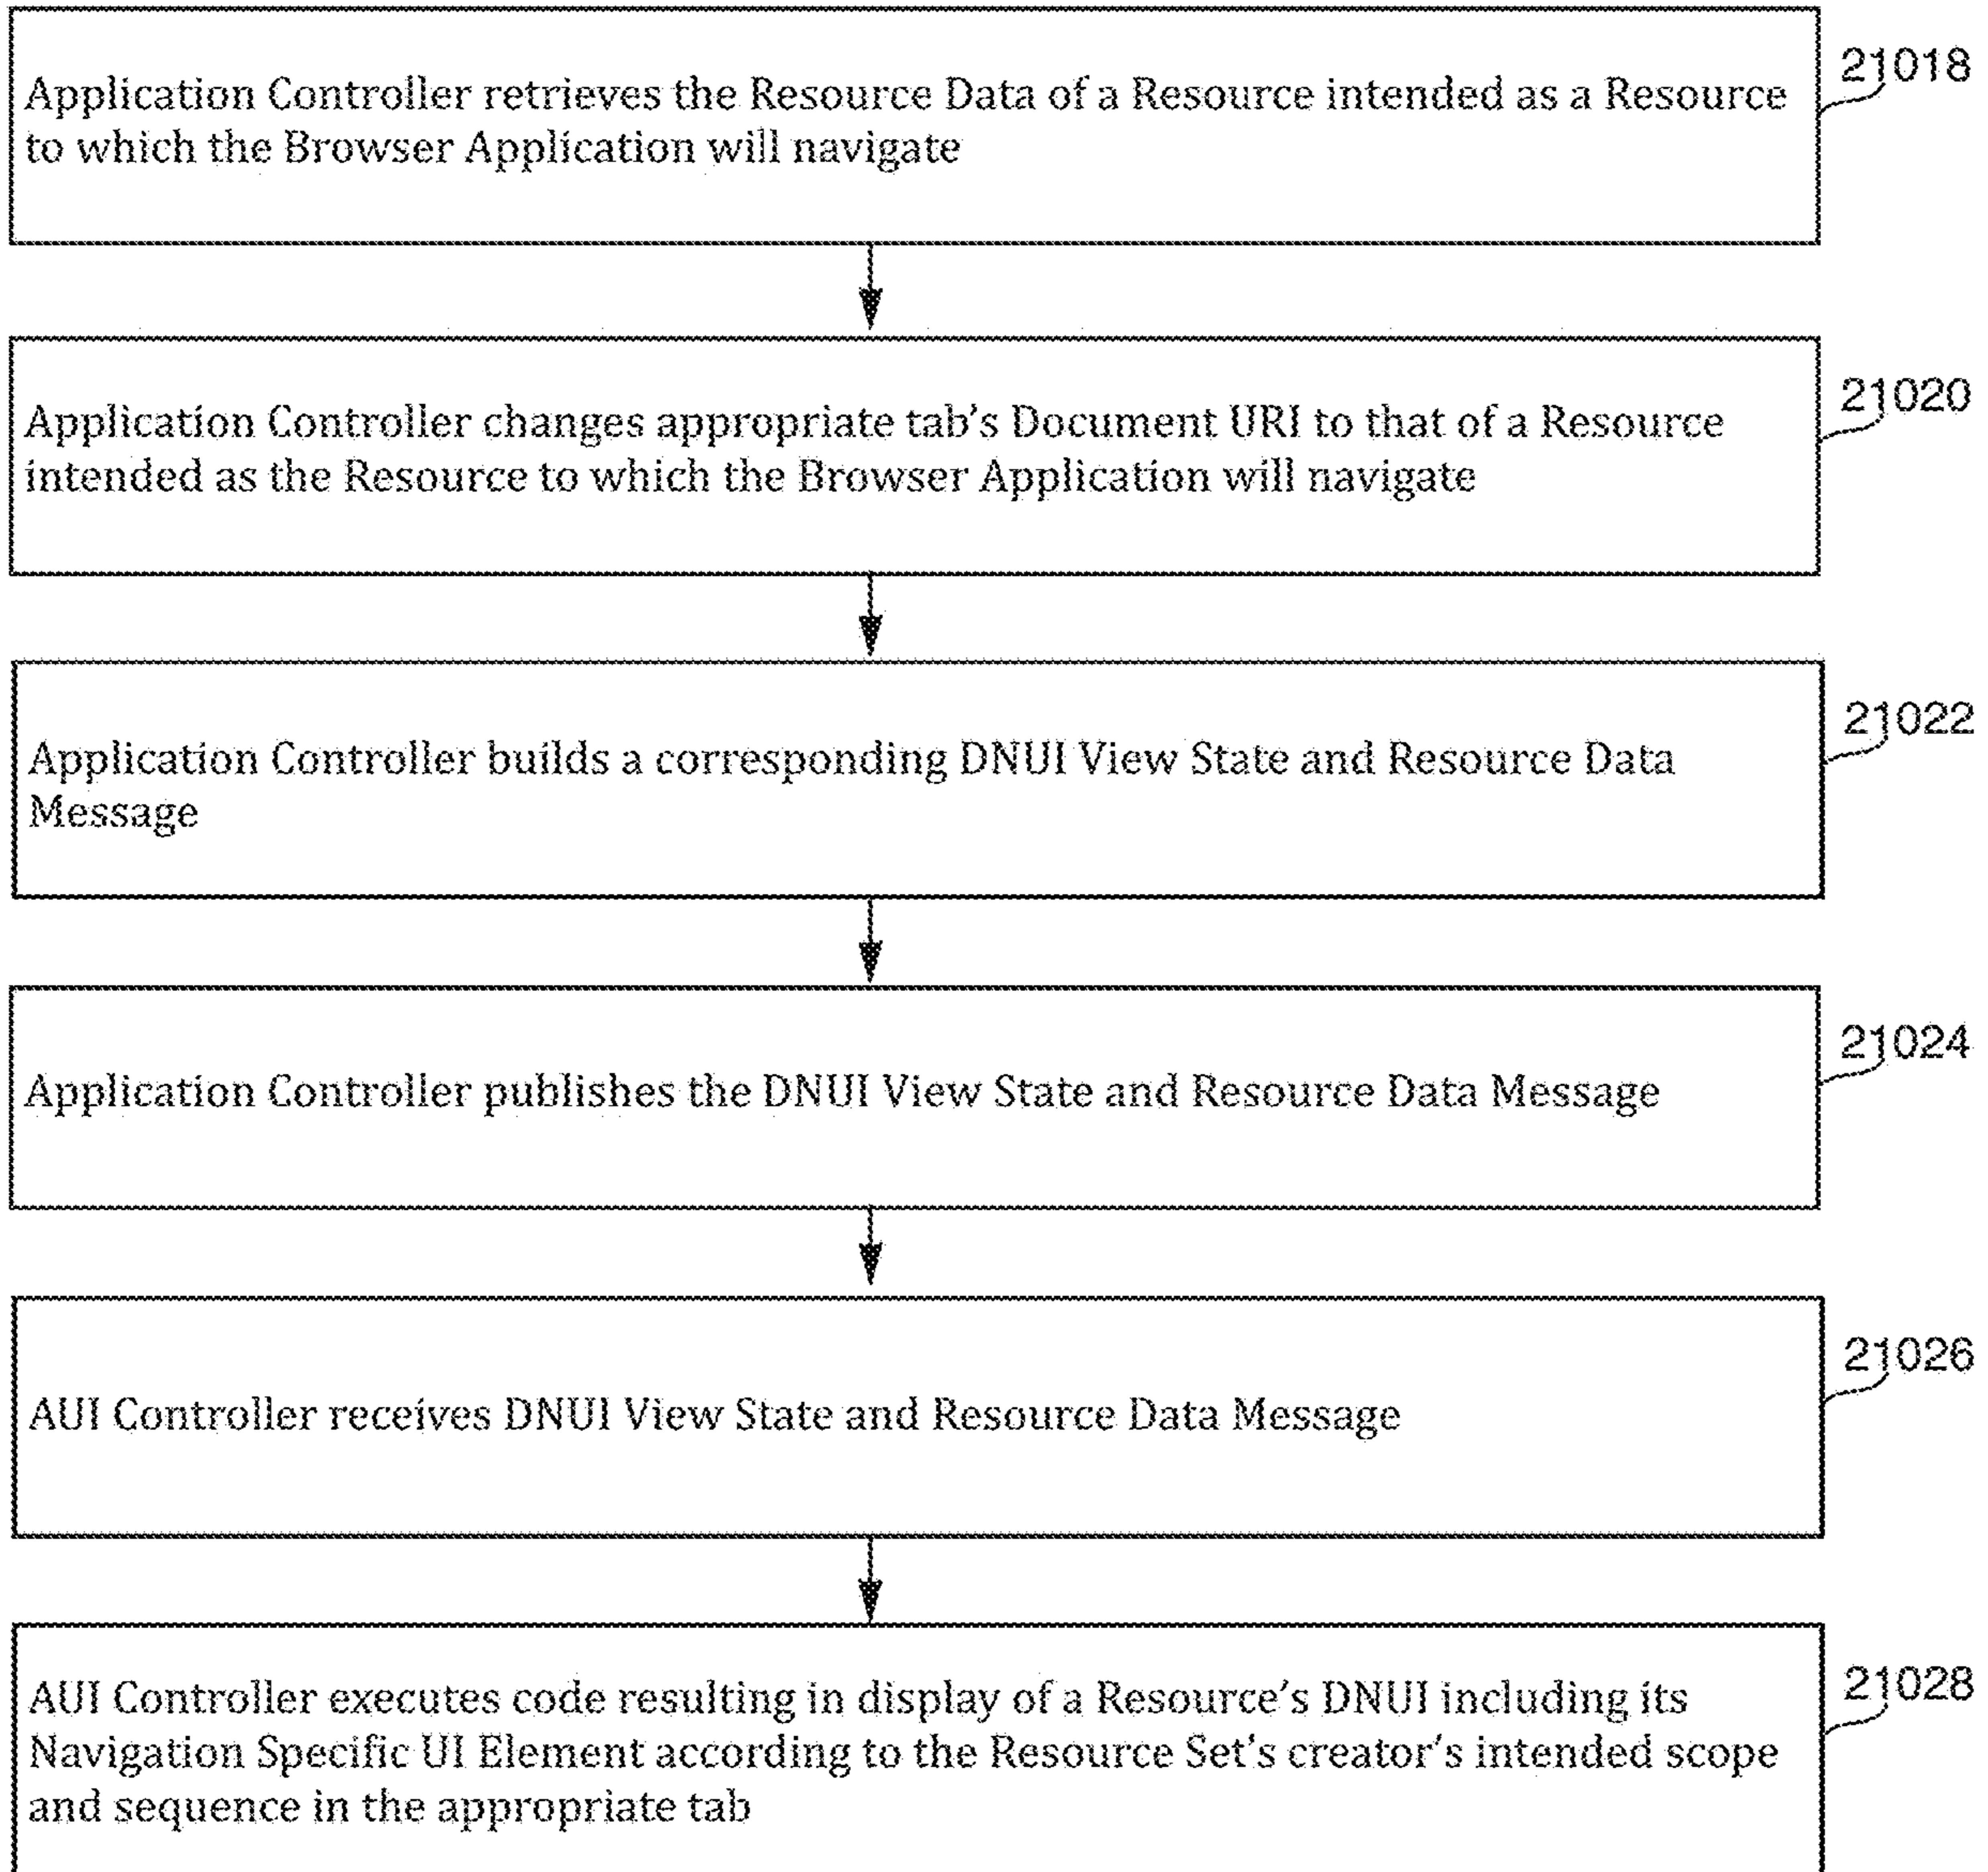 Application Controller retrieves the Resource Data of a Resource intended as a Resource
to which the Browser Application will navigate
21018
Application Controller changes appropriate tab's Document URI to that of a Resource
intended as the Resource to which the Browser Application will navigate
21020
Application Controller builds a corresponding DNUI View State and Resource Data
Message
21022
Application Controller publishes the DNUI View State and Resource Data Message
21024
AUI Controller receives DNUI View State and Resource Data Message
21026
AUI Controller executes code resulting in display of a Resource's DNUI including its
Navigation Specific UI Element according to the Resource Set's creator's intended scope
and sequence in the appropriate tab
21028